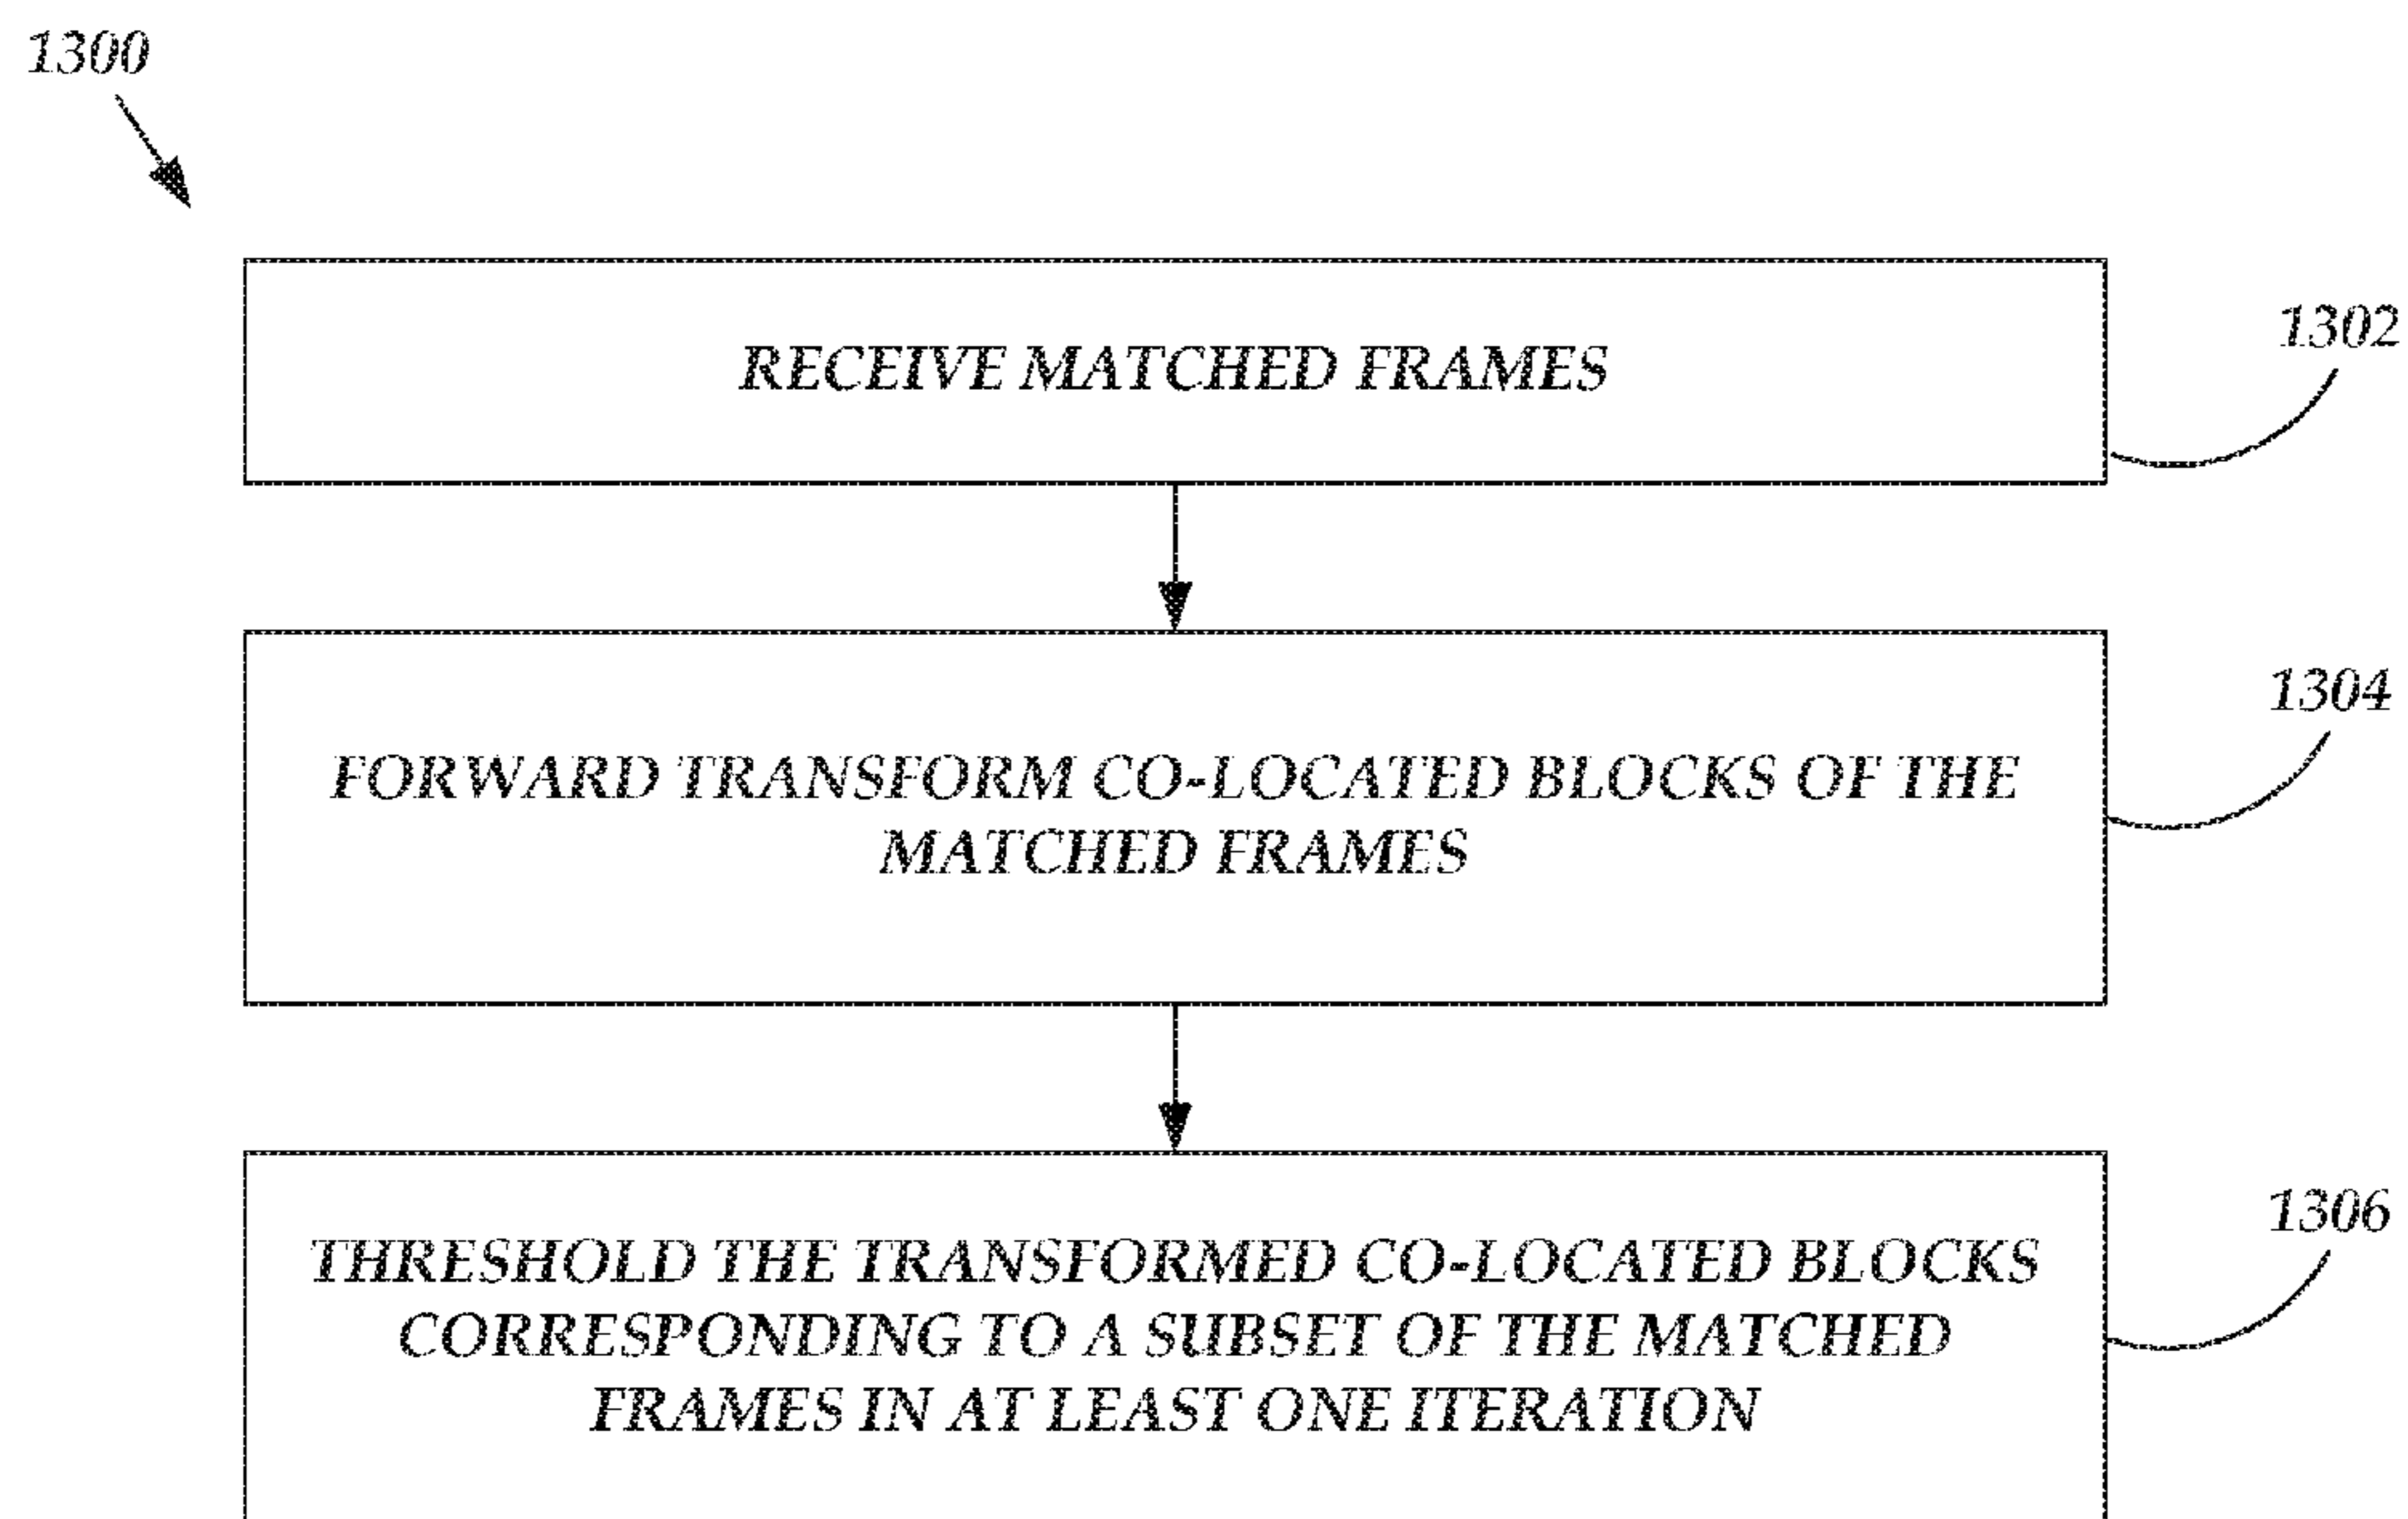 1300
RECEIVE MATCHED FRAMES
1302
FORWARD TRANSFORM CO-LOCATED BLOCKS OF THE
MATCHED FRAMES
1304
THRESHOLD THE TRANSFORMED CO-LOCATED BLOCKS
CORRESPONDING TO A SUBSET OF THE MATCHED
FRAMES IN AT LEAST ONE ITERATION
1306